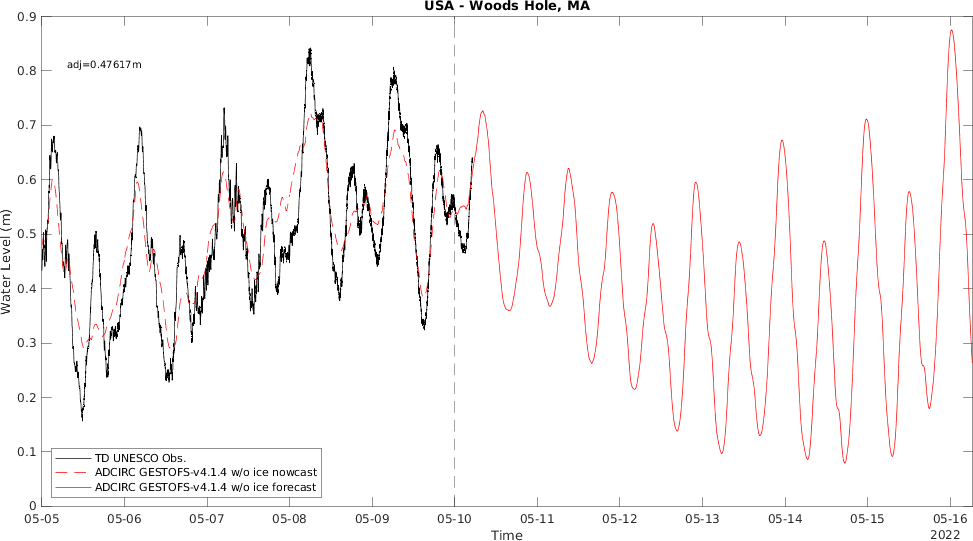 USA - Woods Hole, MA
adj=0.47617m
0.9
0.8
0.7
0.6
0.5
0.4
0.3
0.2
0.1
0
Water Level (m)
TD UNESCO Obs.
ADCIRC GESTOFS-v4.1.4 w/o ice nowcast
ADCIRC GESTOFS-v4.1.4 w/o ice forecast
05-05 05-06 05-07 05-08 05-09 05-10 05-11 05-12 05-13 05-14 05-15 05-16
2022
Time